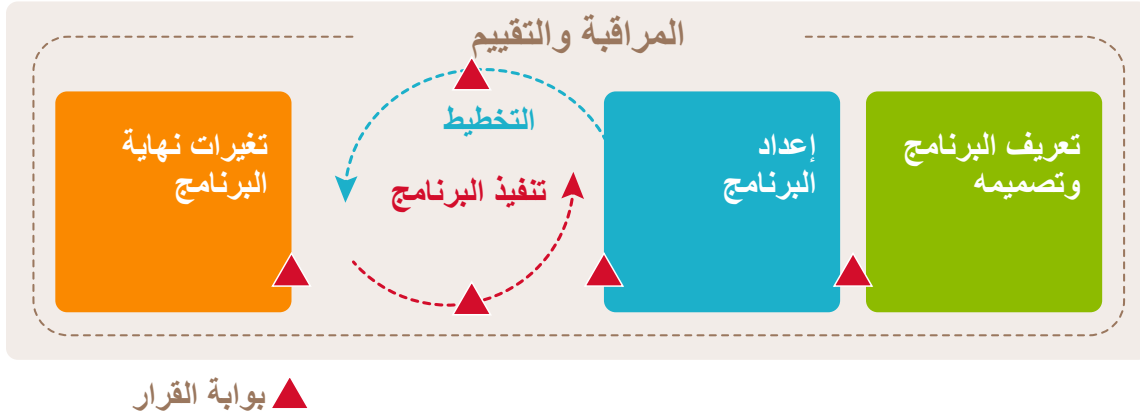 المراقبة والتقييم
تعريف البرنامج
وتصميمه
إعداد
البرنامج
التخطيط
تنفيذ البرنامج
تغيرات نهاية
البرنامج
بوابة القرار